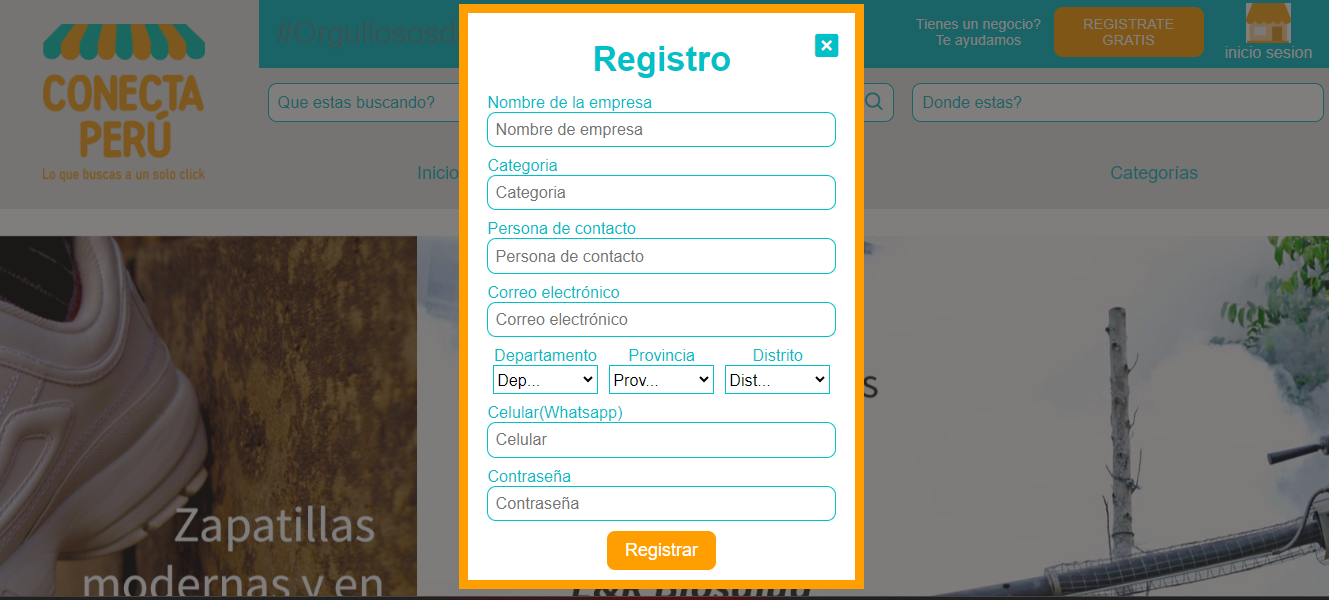 #Orgullosasd
Tienes un negocio?
Te ayudamos
REGISTRATE
GRATIS
inicio sesion
CONECTA
PERÚ
Lo que buscas a un solo click
Que estas buscando?
Donde estas?
Inicio
Categorías
Registro
Nombre de la empresa
Nombre de empresa
Categoria
Categoria
Persona de contacto
Persona de contacto
Correo electrónico
Correo electrónico
Departamento Provincia Distrito
Dep... Prov... Dist...
Celular(Whatsapp)
Celular
Contraseña
Contraseña
Registrar
Zapatillas
modernas y en